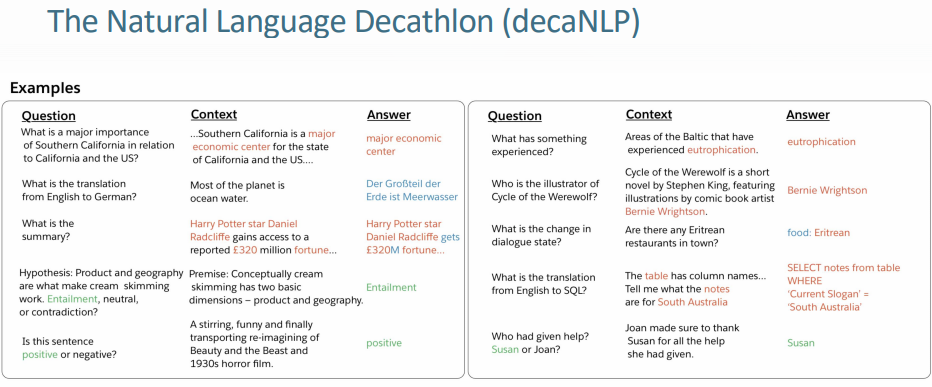 The Natural Language Decathlon (decaNLP)
Examples
Question Context Answer
What is a major importance
of Southern California in relation
to California and the US?
...Southern California is a major
economic center for the state
of California and the US....
major economic
center
What is the translation
from English to German?
Most of the planet is
ocean water.
Der Großteil der
Erde ist Meerwasser
What is the
summary?
Harry Potter star Daniel
Radcliffe gains access to a
reported £320 million fortune...
Harry Potter star
Daniel Radcliffe gets
£320M fortune...
Hypothesis: Product and geography
are what make cream skimming
work. Entailment, neutral,
or contradiction?
Premise: Conceptually cream
skimming has two basic
dimensions – product and geography.
Entailment
Is this sentence
positive or negative?
A stirring, funny and finally
transporting re-imagining of
Beauty and the Beast and
1930s horror film.
positive
Question Context Answer
What has something
experienced?
Areas of the Baltic that have
experienced eutrophication.
eutrophication
Who is the illustrator of
Cycle of the Werewolf?
Cycle of the Werewolf is a short
novel by Stephen King, featuring
illustrations by comic book artist
Bernie Wrightson.
Bernie Wrightson
What is the change in
dialogue state?
Are there any Eritrean
restaurants in town?
food: Eritrean
What is the translation
from English to SQL?
The table has column names...
Tell me what the notes
are for South Australia
SELECT notes from table
WHERE
‘Current Slogan’ =
‘South Australia’
Who had given help?
Susan or Joan?
Joan made sure to thank
Susan for all the help
she had given.
Susan